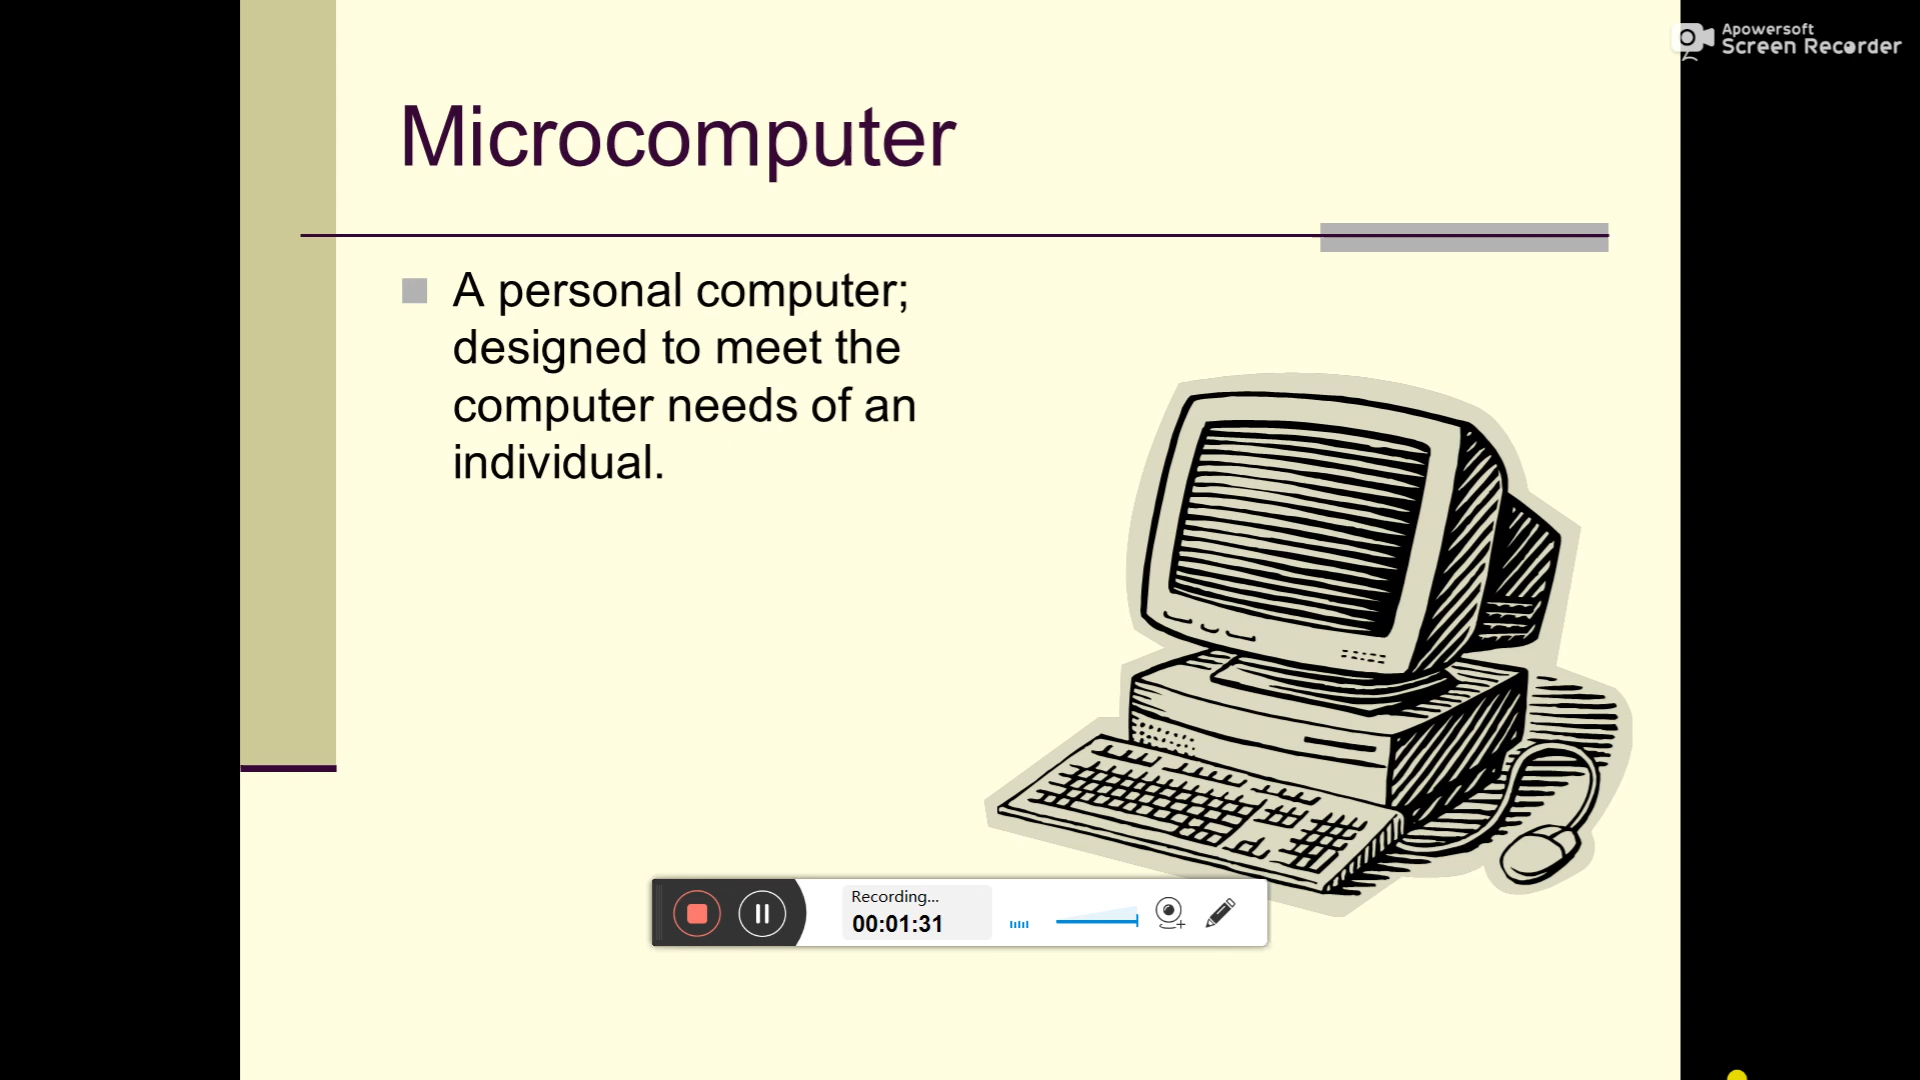 Apowersoft
Screen Recorder
Microcomputer
A personal computer;
designed to meet the
computer needs of an
individual.
Recording...
00:01:31